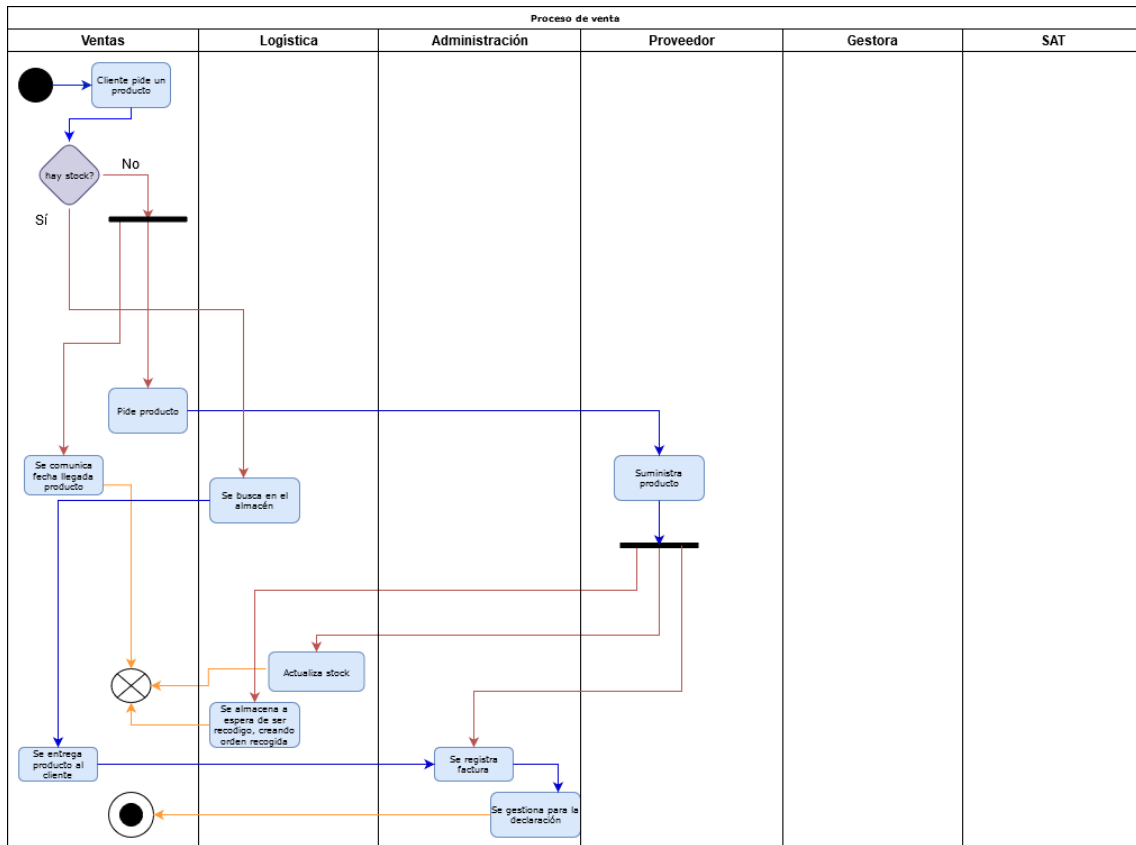 Proceso de venta
Ventas
Logística
Administración
Proveedor
Gestora
SAT
Cliente pide un
producto
hay stock?
No
Sí
Pide producto
Se comunica
fecha llegada
producto
Se busca en el
almacén
Suministra
producto
Actualiza stock
Se almacena a
espera de ser
recodigo, creando
orden recogida
Se entrega
producto al
cliente
Se registra
factura
Se gestiona para la
declaración